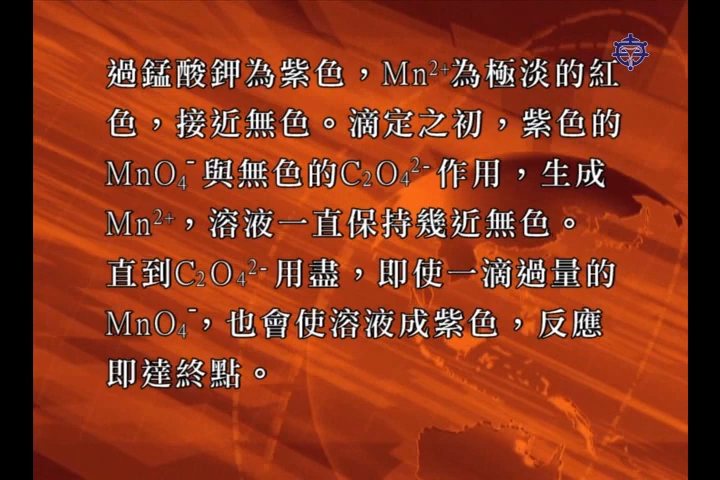 過錳酸鉀為紫色，Mn²⁺為極淡的紅
色，接近無色。滴定之初，紫色的
MnO₄⁻與無色的C₂O₄²⁻作用，生成
Mn²⁺，溶液一直保持幾近無色。
直到C₂O₄²⁻用盡，即使一滴過量的
MnO₄⁻，也會使溶液成紫色，反應
即達終點。